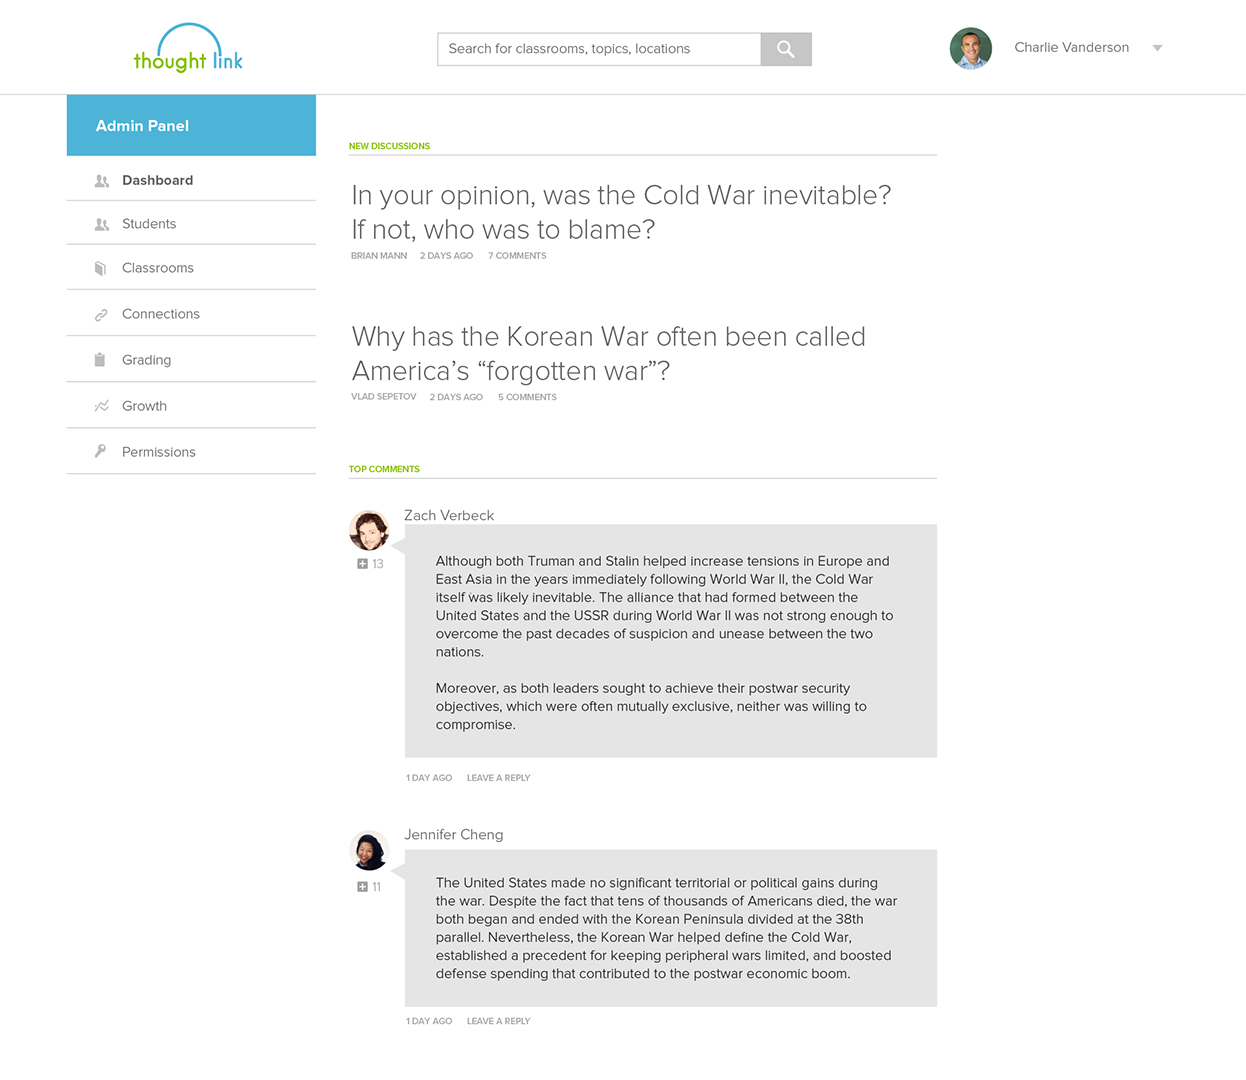 thought link
Search for classrooms, topics, locations
Charlie Vanderson
Admin Panel
Dashboard
Students
Classrooms
Connections
Grading
Growth
Permissions
NEW DISCUSSIONS
In your opinion, was the Cold War inevitable?
If not, who was to blame?
BRIAN MANN 2 DAYS AGO 7 COMMENTS
Why has the Korean War often been called
America's “forgotten war”?
VLAD SEPETOV 2 DAYS AGO 5 COMMENTS
TOP COMMENTS
Zach Verbeck
13
Although both Truman and Stalin helped increase tensions in Europe and
East Asia in the years immediately following World War II, the Cold War
itself was likely inevitable. The alliance that had formed between the
United States and the USSR during World War II was not strong enough to
overcome the past decades of suspicion and unease between the two
nations.
Moreover, as both leaders sought to achieve their postwar security
objectives, which were often mutually exclusive, neither was willing to
compromise.
1 DAY AGO LEAVE A REPLY
Jennifer Cheng
11
The United States made no significant territorial or political gains during
the war. Despite the fact that tens of thousands of Americans died, the war
both began and ended with the Korean Peninsula divided at the 38th
parallel. Nevertheless, the Korean War helped define the Cold War,
established a precedent for keeping peripheral wars limited, and boosted
defense spending that contributed to the postwar economic boom.
1 DAY AGO LEAVE A REPLY